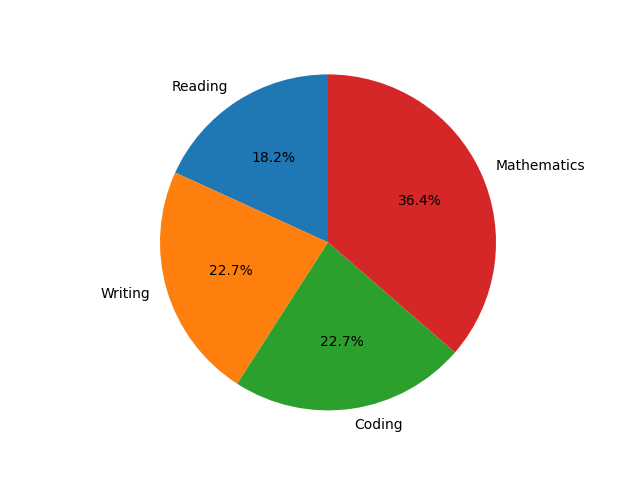 Reading
18.2%
Mathematics
36.4%
22.7%
Writing
22.7%
Coding